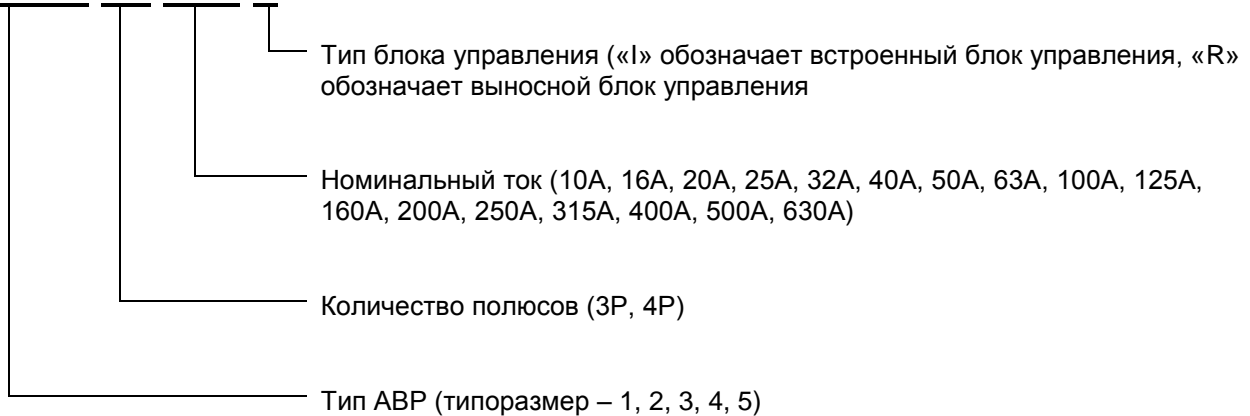 Тип блока управления («I» обозначает встроенный блок управления, «R»
обозначает выносной блок управления
Номинальный ток (10А, 16А, 20А, 25А, 32А, 40А, 50А, 63А, 100А, 125А,
160А, 200А, 250А, 315А, 400А, 500А, 630А)
Количество полюсов (3Р, 4Р)
Тип АВР (типоразмер – 1, 2, 3, 4, 5)